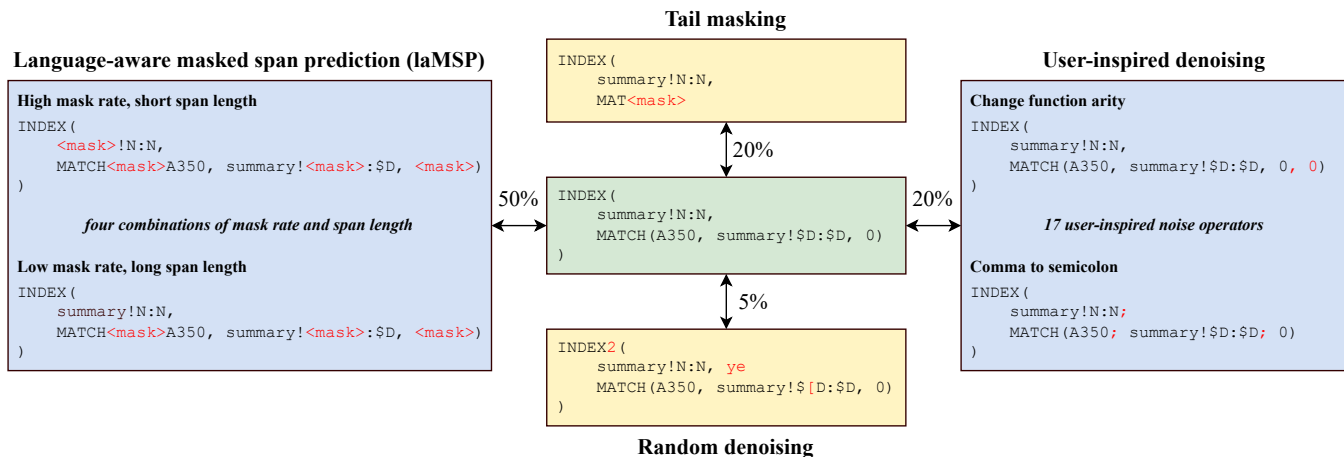 Tail masking
INDEX(
summary!N:N,
MAT<mask>
20%
Language-aware masked span prediction (laMSP)
High mask rate, short span length
INDEX(
<mask>!N:N,
MATCH<mask>A350, summary!<mask>:$D, <mask>)
)
four combinations of mask rate and span length
Low mask rate, long span length
INDEX(
summary!N:N,
MATCH<mask>A350, summary!<mask>:$D, <mask>)
)
50%
INDEX(
summary!N:N,
MATCH(A350, summary!$D:$D, 0)
)
20%
User-inspired denoising
Change function arity
INDEX(
summary!N:N,
MATCH(A350, summary!$D:$D, 0, 0)
)
17 user-inspired noise operators
Comma to semicolon
INDEX(
summary!N:N;
MATCH(A350; summary!$D:$D; 0)
)
5%
INDEX2(
summary!N:N, ye
MATCH(A350, summary!$[D:$D, 0)
)
Random denoising